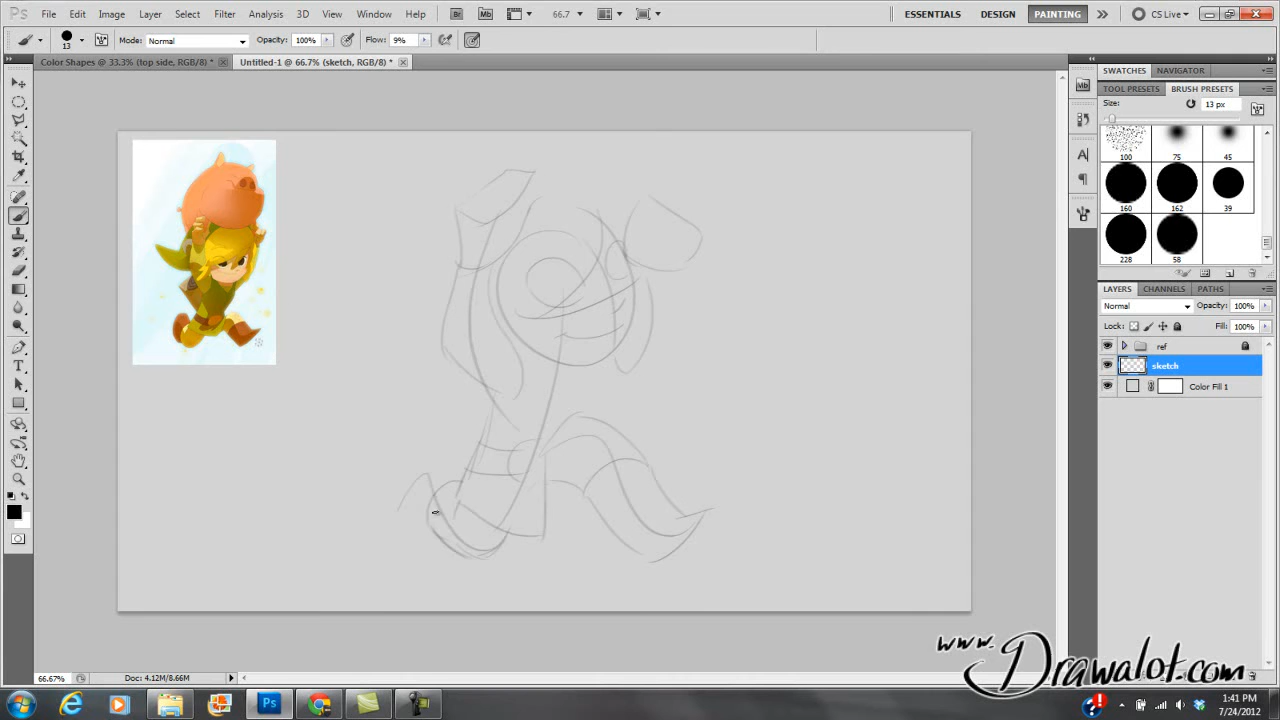 PS File Edit Image Layer Select Filter Analysis 3D View Window Help Br Mb 66.7 ESSENTIALS DESIGN PAINTING CS Live
13 Mode: Normal Opacity: 100% Flow: 9%
Color Shapes @ 33.3% (top side, RGB/8) * Untitled-1 @ 66.7% (sketch, RGB/8) *
SWATCHES NAVIGATOR
TOOL PRESETS BRUSH PRESETS
Size: 13 px
100 75 45
160 162 39
228 58
LAYERS CHANNELS PATHS
Normal Opacity: 100%
Lock: Fill: 100%
ref
sketch
Color Fill 1
66.67% Doc: 4.12M/8.66M
www.Drawalot.com
Ps
1:41 PM
7/24/2012